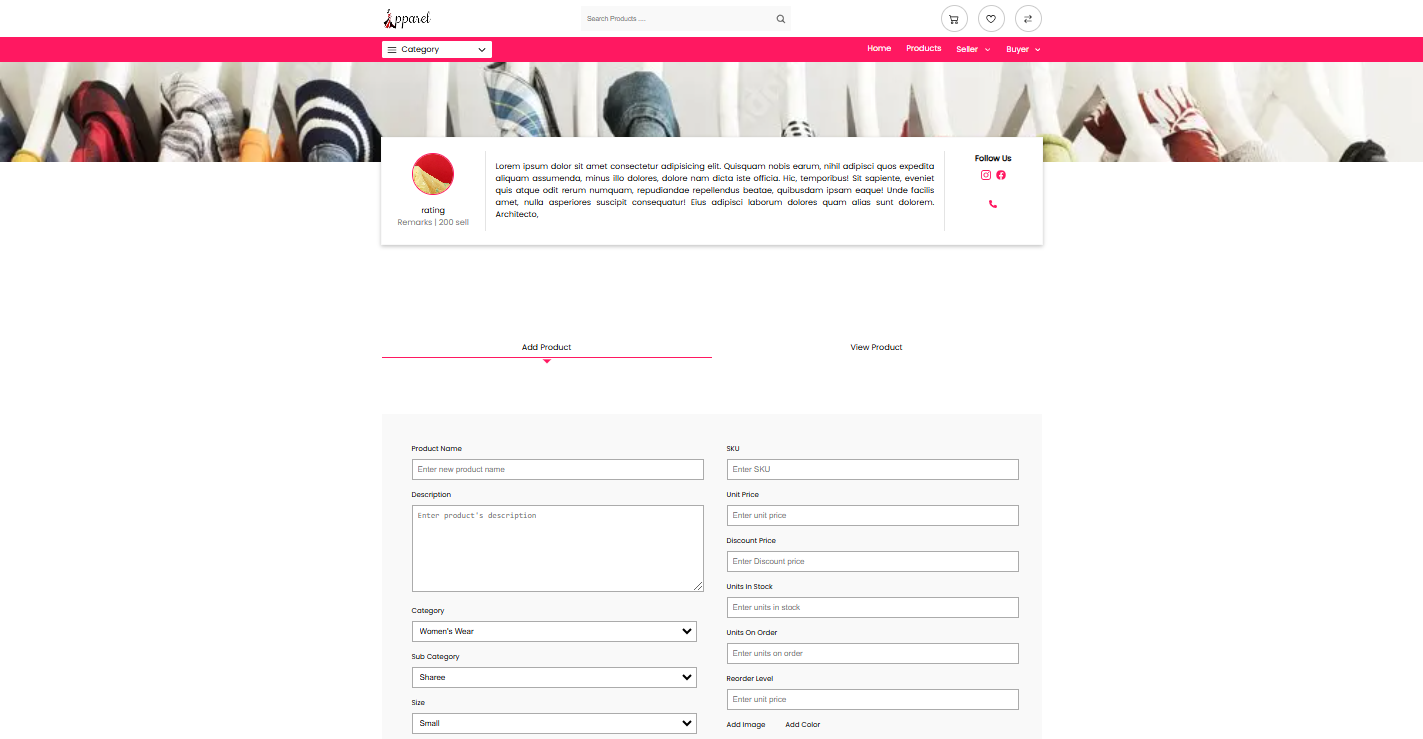 Apparel
Search Products ....
Category
Home Products Seller Buyer
Lorem ipsum dolor sit amet consectetur adipisicing elit. Quisquam nobis earum, nihil adipisci quos expedita
aliquam assumenda, minus illo dolores, dolore nam dicta iste officia. Hic, temporibus! Sit sapiente, eveniet
quis atque odit rerum numquam, repudiandae repellendus beatae, quibusdam ipsam eaque! Unde facilis
amet, nulla asperiores suscipit consequatur! Eius adipisci laborum dolores quam alias sunt dolorem.
Architecto,
rating
Remarks | 200 sell
Follow Us
Add Product
View Product
Product Name
Enter new product name
Description
Enter product's description
Category
Women's Wear
Sub Category
Sharee
Size
Small
SKU
Enter SKU
Unit Price
Enter unit price
Discount Price
Enter Discount price
Units In Stock
Enter units in stock
Units On Order
Enter units on order
Reorder Level
Enter unit price
Add Image Add Color